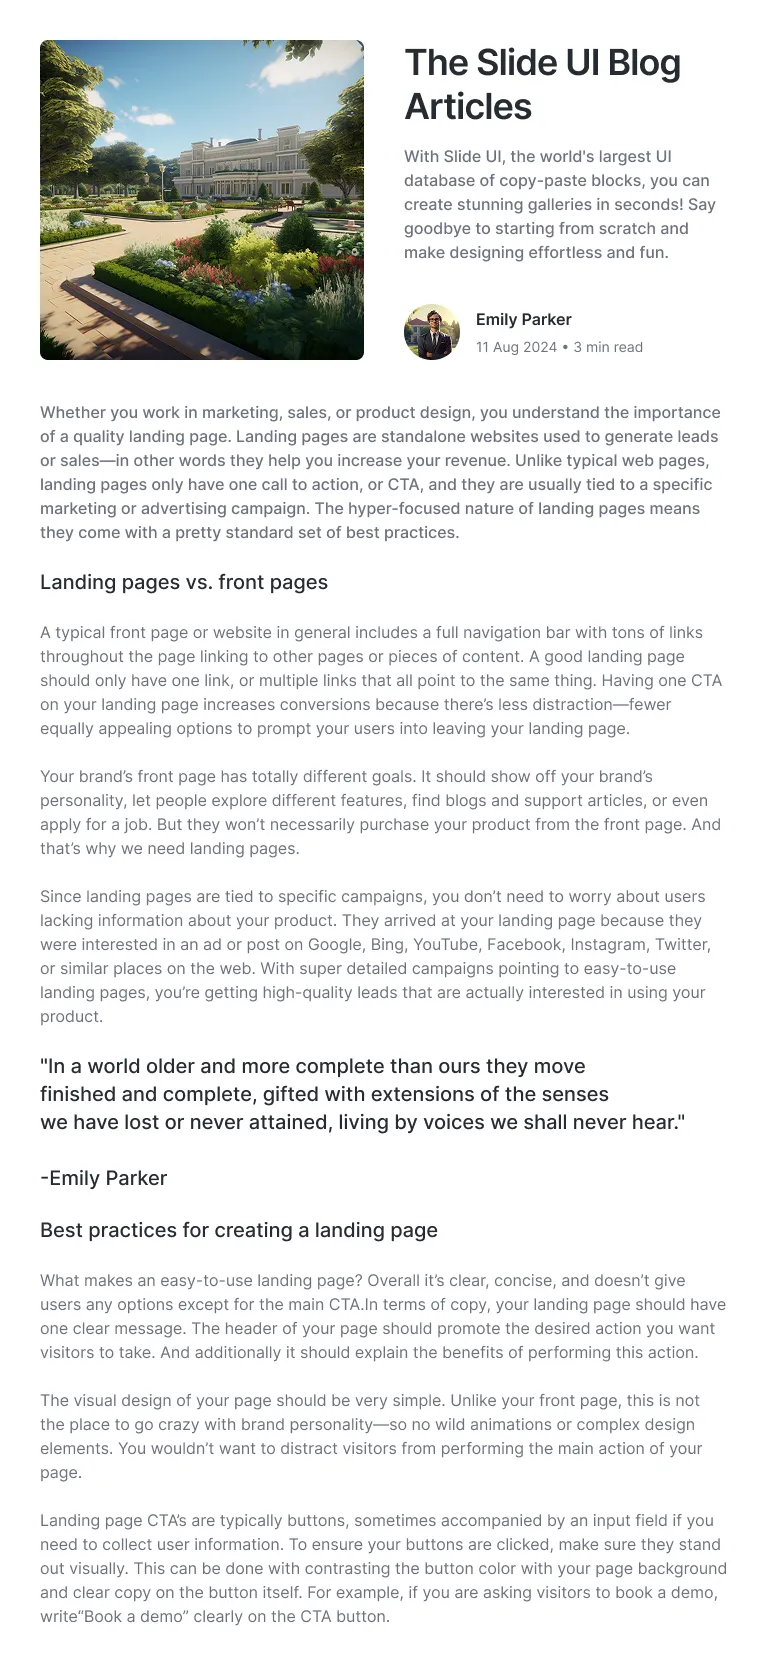 The Slide UI Blog
Articles
With Slide UI, the world's largest UI
database of copy-paste blocks, you can
create stunning galleries in seconds! Say
goodbye to starting from scratch and
make designing effortless and fun.
Emily Parker
11 Aug 2024 • 3 min read
Whether you work in marketing, sales, or product design, you understand the importance
of a quality landing page. Landing pages are standalone websites used to generate leads
or sales—in other words they help you increase your revenue. Unlike typical web pages,
landing pages only have one call to action, or CTA, and they are usually tied to a specific
marketing or advertising campaign. The hyper-focused nature of landing pages means
they come with a pretty standard set of best practices.
Landing pages vs. front pages
A typical front page or website in general includes a full navigation bar with tons of links
throughout the page linking to other pages or pieces of content. A good landing page
should only have one link, or multiple links that all point to the same thing. Having one CTA
on your landing page increases conversions because there’s less distraction—fewer
equally appealing options to prompt your users into leaving your landing page.
Your brand’s front page has totally different goals. It should show off your brand’s
personality, let people explore different features, find blogs and support articles, or even
apply for a job. But they won’t necessarily purchase your product from the front page. And
that’s why we need landing pages.
Since landing pages are tied to specific campaigns, you don’t need to worry about users
lacking information about your product. They arrived at your landing page because they
were interested in an ad or post on Google, Bing, YouTube, Facebook, Instagram, Twitter,
or similar places on the web. With super detailed campaigns pointing to easy-to-use
landing pages, you’re getting high-quality leads that are actually interested in using your
product.
"In a world older and more complete than ours they move
finished and complete, gifted with extensions of the senses
we have lost or never attained, living by voices we shall never hear."
-Emily Parker
Best practices for creating a landing page
What makes an easy-to-use landing page? Overall it’s clear, concise, and doesn’t give
users any options except for the main CTA.In terms of copy, your landing page should have
one clear message. The header of your page should promote the desired action you want
visitors to take. And additionally it should explain the benefits of performing this action.
The visual design of your page should be very simple. Unlike your front page, this is not
the place to go crazy with brand personality—so no wild animations or complex design
elements. You wouldn’t want to distract visitors from performing the main action of your
page.
Landing page CTA’s are typically buttons, sometimes accompanied by an input field if you
need to collect user information. To ensure your buttons are clicked, make sure they stand
out visually. This can be done with contrasting the button color with your page background
and clear copy on the button itself. For example, if you are asking visitors to book a demo,
write“Book a demo” clearly on the CTA button.